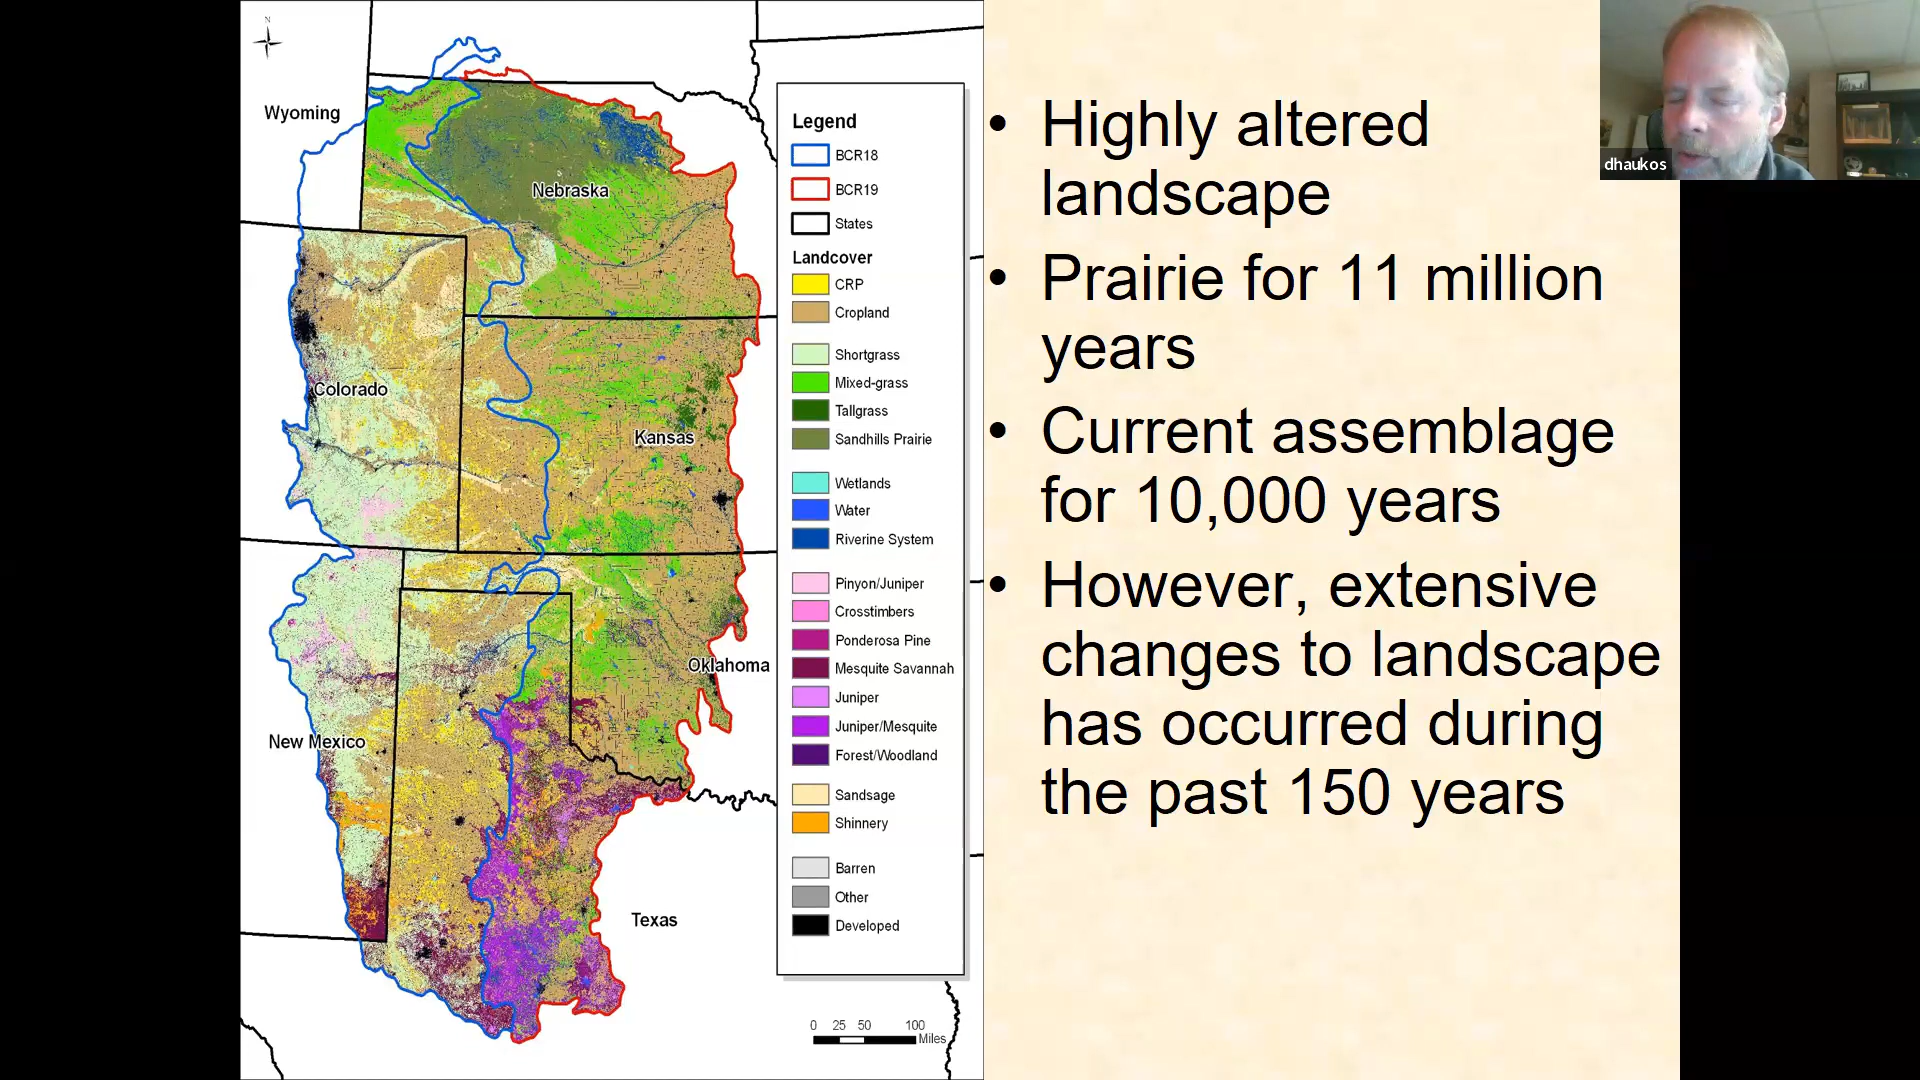 N
Wyoming
Nebraska
Colorado
Kansas
Oklahoma
New Mexico
Texas
Legend
BCR18
BCR19
States
Landcover
CRP
Cropland
Shortgrass
Mixed-grass
Tallgrass
Sandhills Prairie
Wetlands
Water
Riverine System
Pinyon/Juniper
Crosstimbers
Ponderosa Pine
Mesquite Savannah
Juniper
Juniper/Mesquite
Forest/Woodland
Sandsage
Shinnery
Barren
Other
Developed
0 25 50 100
Miles
• Highly altered
landscape
• Prairie for 11 million
years
• Current assemblage
for 10,000 years
• However, extensive
changes to landscape
has occurred during
the past 150 years
dhaukos